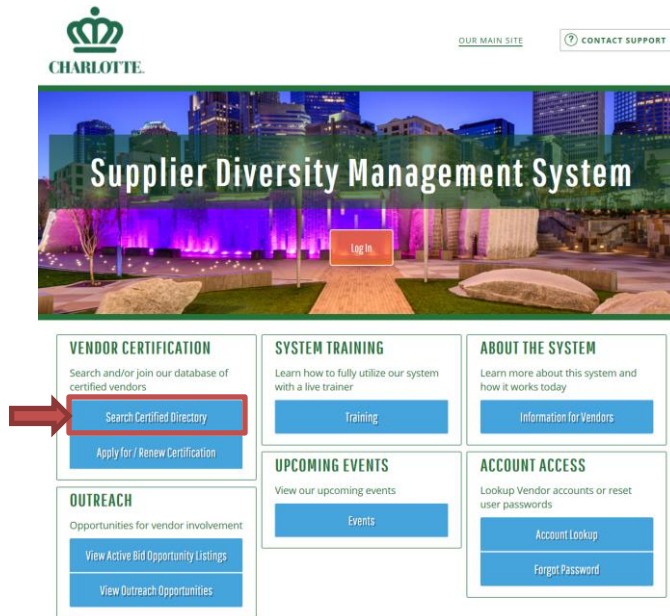 CHARLOTTE.
OUR MAIN SITE
? CONTACT SUPPORT
Supplier Diversity Management System
Log In
VENDOR CERTIFICATION
Search and/or join our database of
certified vendors
Search Certified Directory
Apply for / Renew Certification
OUTREACH
Opportunities for vendor involvement
View Active Bid Opportunity Listings
View Outreach Opportunities
SYSTEM TRAINING
Learn how to fully utilize our system
with a live trainer
Training
UPCOMING EVENTS
View our upcoming events
Events
ABOUT THE SYSTEM
Learn more about this system and
how it works today
Information for Vendors
ACCOUNT ACCESS
Lookup Vendor accounts or reset
user passwords
Account Lookup
Forgot Password